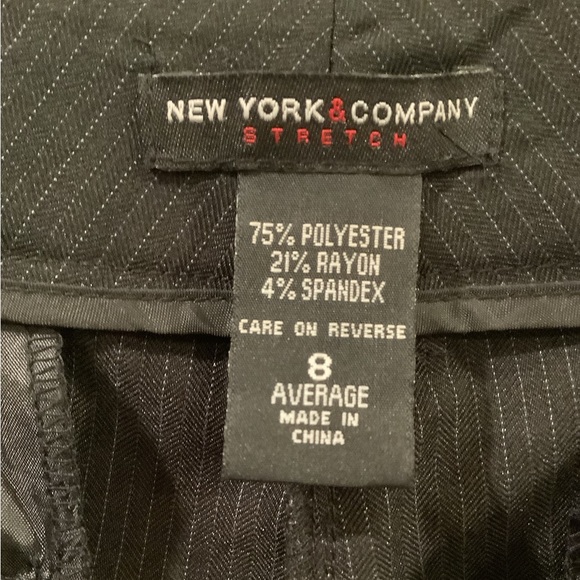 NEW YORK & COMPANY
STRETCH
75% POLYESTER
21% RAYON
4% SPANDEX
CARE ON REVERSE
8
AVERAGE
MADE IN
CHINA